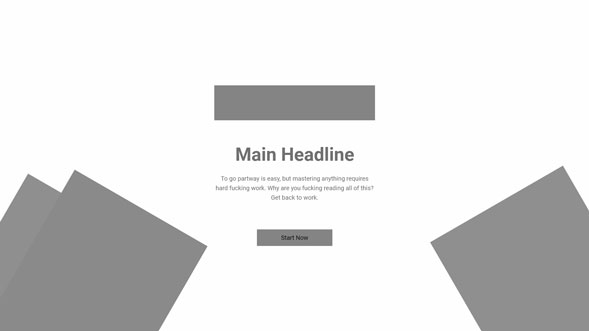 Main Headline
To go partway is easy, but mastering anything requires
hard fucking work. Why are you fucking reading all of this?
Get back to work.
Start Now